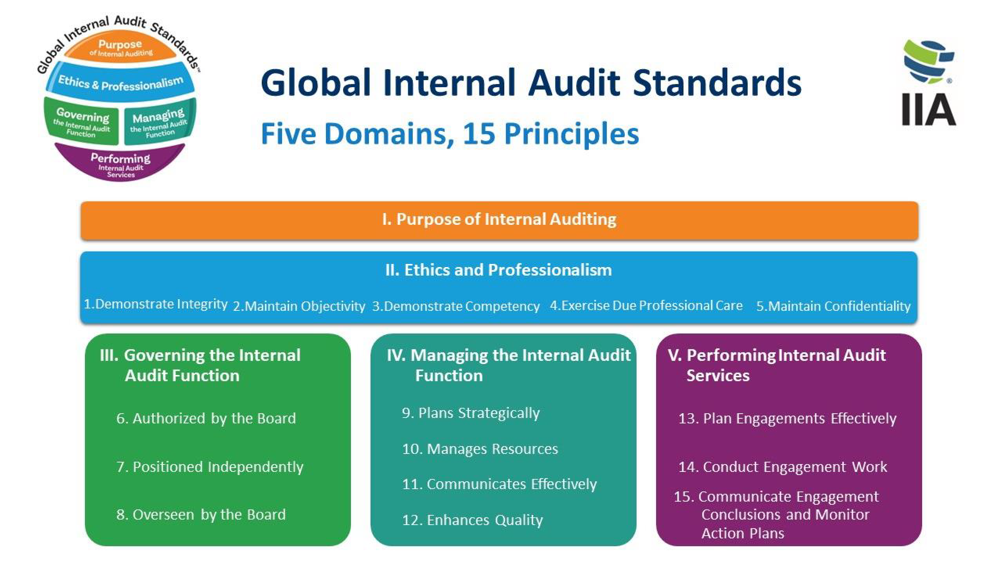 Global Internal Audit Standards™
Purpose
of Internal Auditing
Ethics & Professionalism
Governing
the Internal Audit
Function
Managing
the Internal Audit
Function
Performing
Internal Audit
Services
Global Internal Audit Standards
Five Domains, 15 Principles
®
IIA
I. Purpose of Internal Auditing
II. Ethics and Professionalism
1.Demonstrate Integrity 2.Maintain Objectivity 3.Demonstrate Competency 4.Exercise Due Professional Care 5.Maintain Confidentiality
III. Governing the Internal
Audit Function
6. Authorized by the Board
7. Positioned Independently
8. Overseen by the Board
IV. Managing the Internal Audit
Function
9. Plans Strategically
10. Manages Resources
11. Communicates Effectively
12. Enhances Quality
V. Performing Internal Audit
Services
13. Plan Engagements Effectively
14. Conduct Engagement Work
15. Communicate Engagement
Conclusions and Monitor
Action Plans